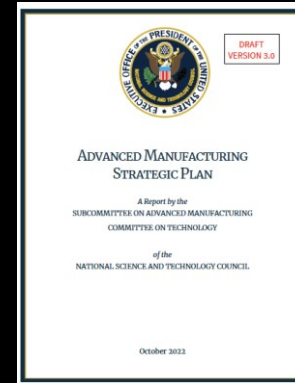 DRAFT
VERSION 3.0
EXECUTIVE OFFICE OF THE PRESIDENT OF THE UNITED STATES
ADVANCED MANUFACTURING
STRATEGIC PLAN
A Report by the
SUBCOMMITTEE ON ADVANCED MANUFACTURING
COMMITTEE ON TECHNOLOGY
of the
NATIONAL SCIENCE AND TECHNOLOGY COUNCIL
October 2022